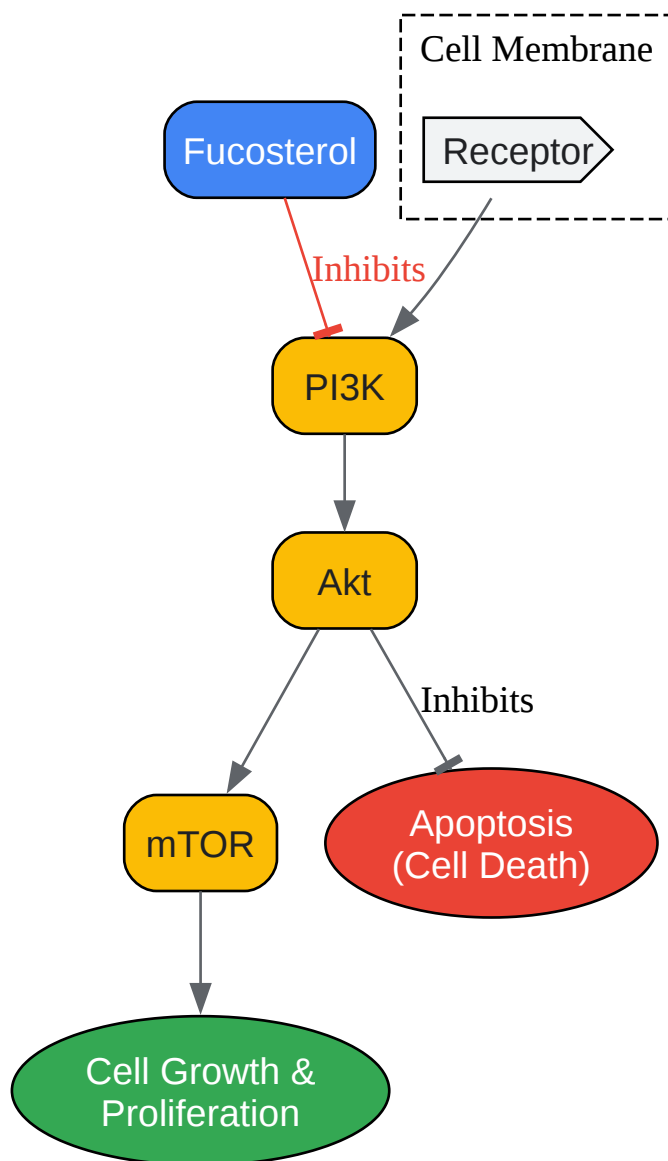 Cell Membrane
Fucosterol
Receptor
Inhibits
PI3K
Akt
Inhibits
mTOR
Apoptosis
(Cell Death)
Cell Growth &
Proliferation